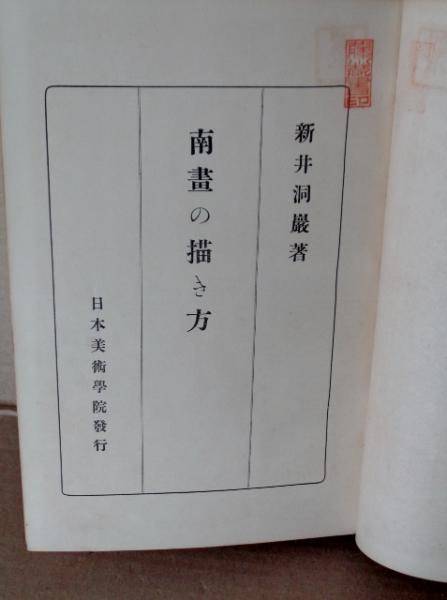 新井洞巖著
南畫の描き方
日本美術學院發行